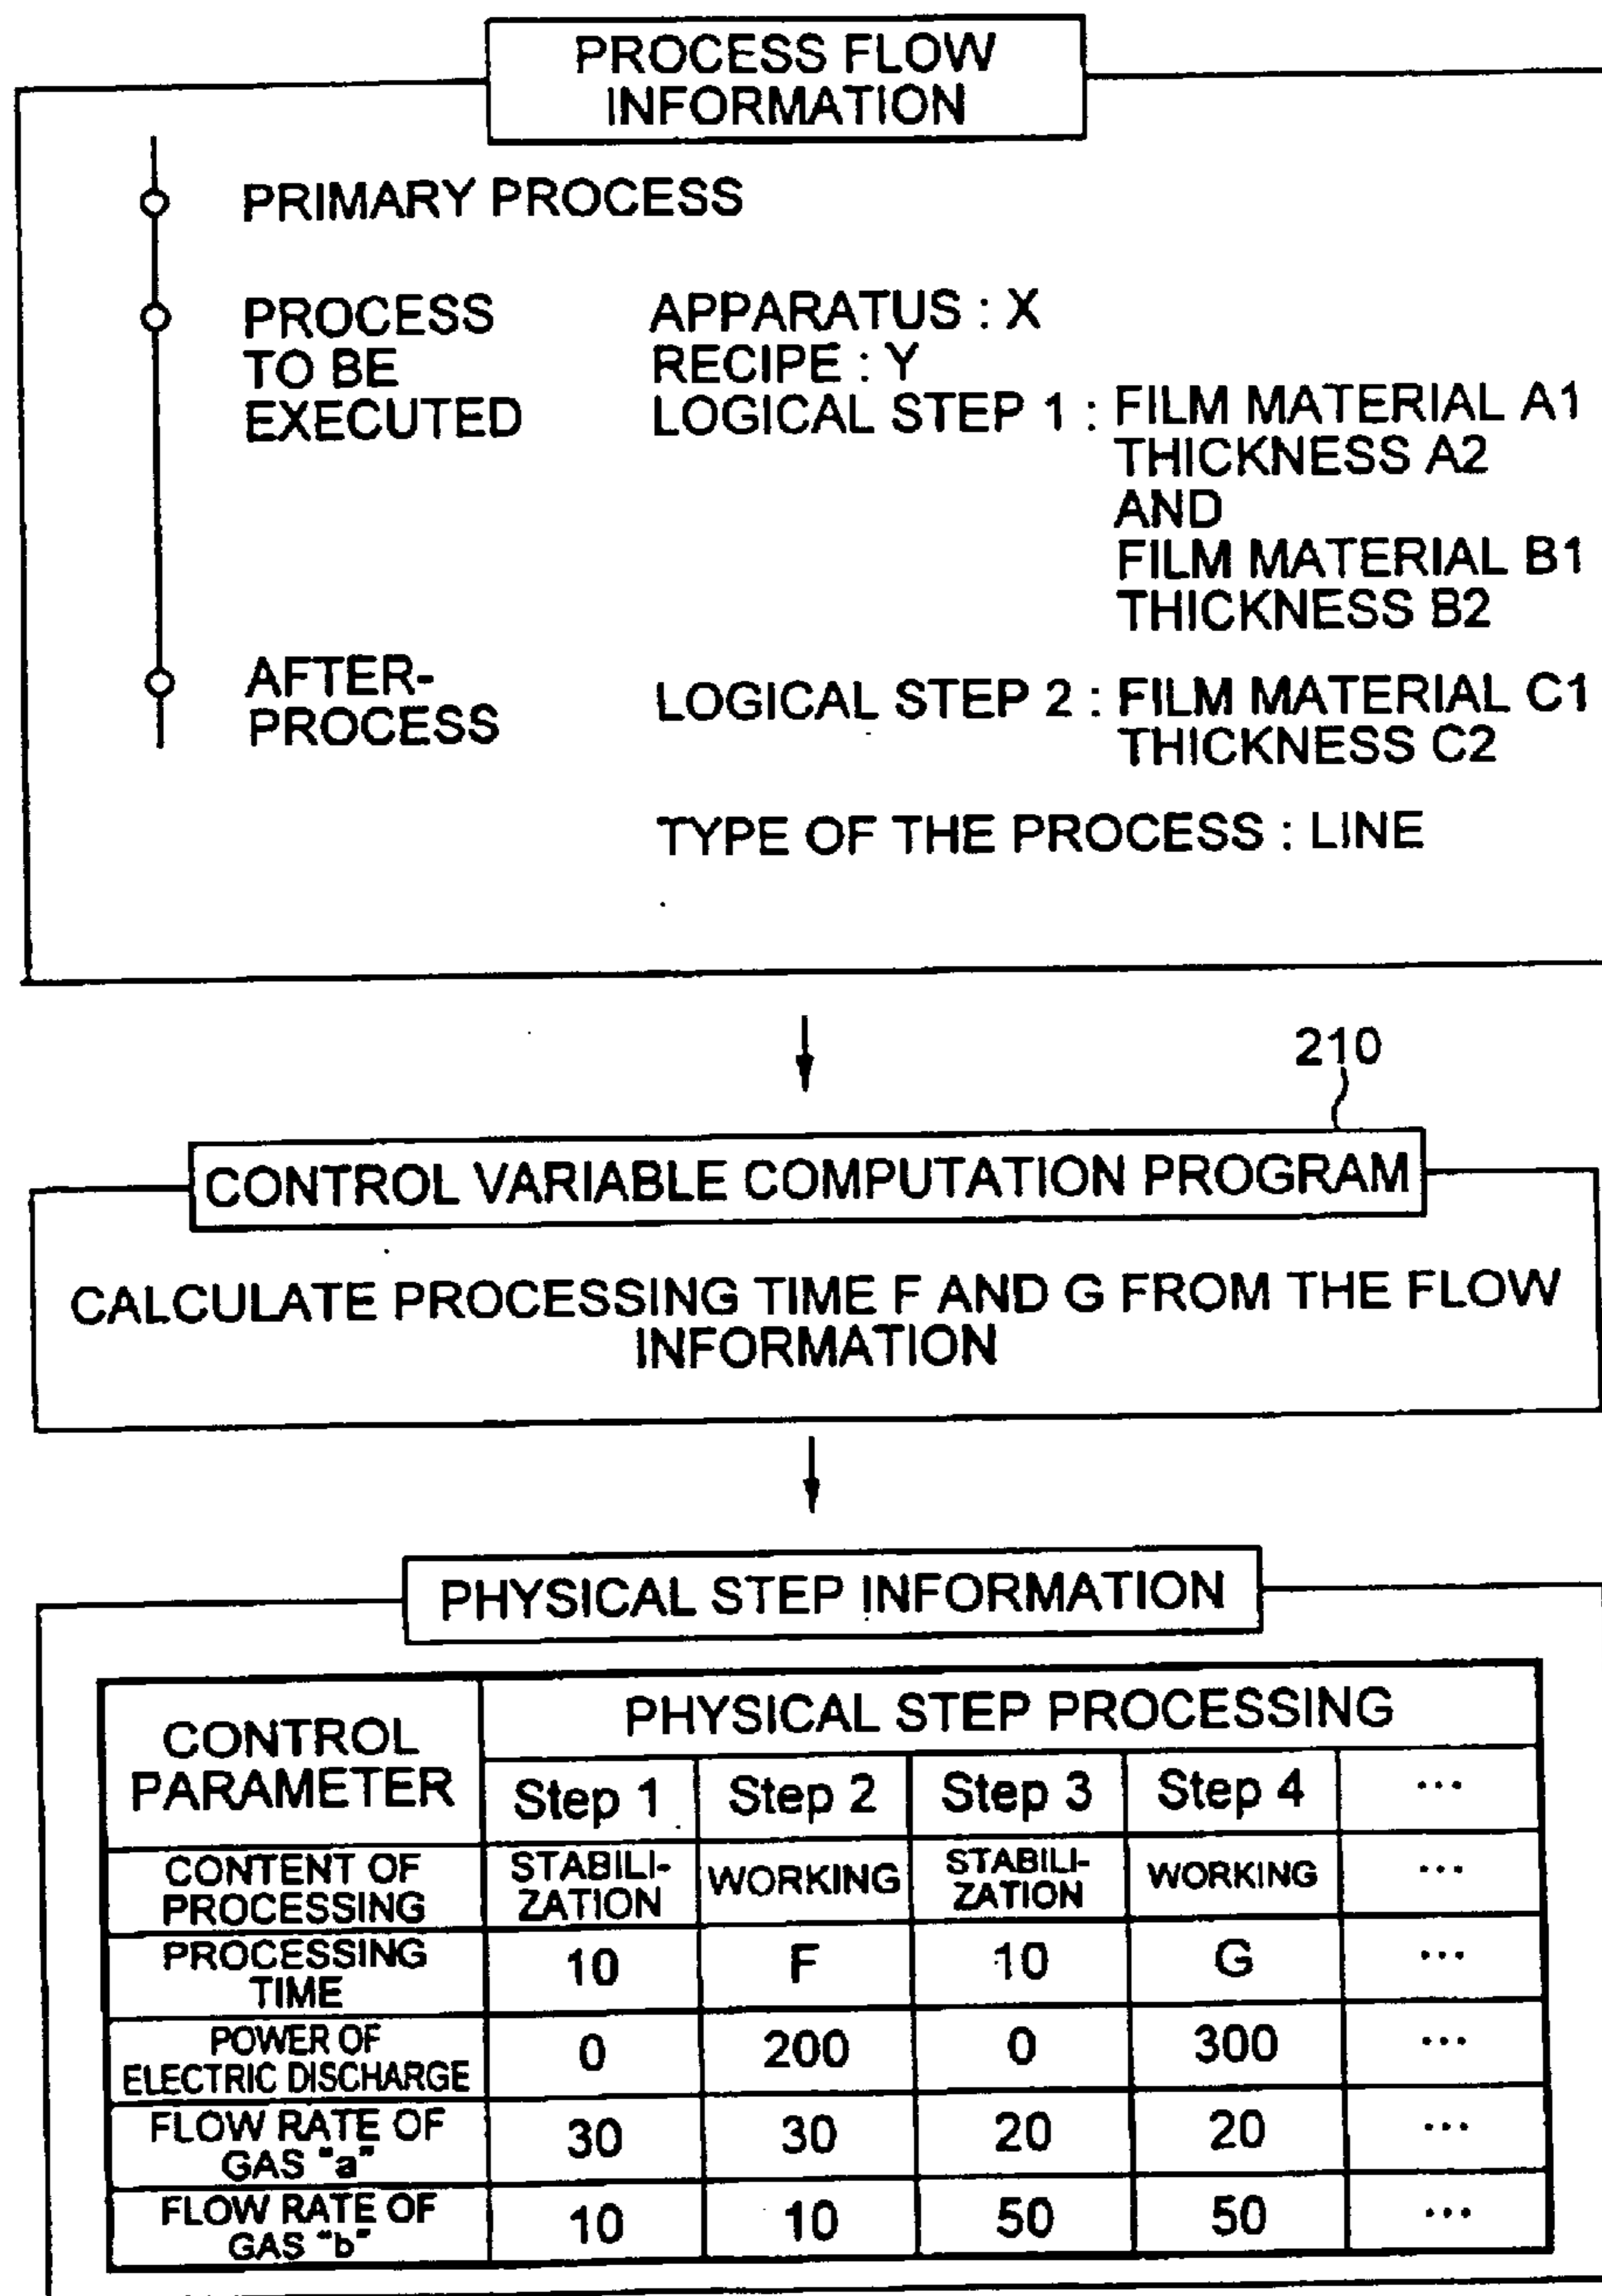 PROCESS FLOW
INFORMATION
PRIMARY PROCESS
PROCESS
TO BE
EXECUTED
APPARATUS : X
RECIPE : Y
LOGICAL STEP 1 : FILM MATERIAL A1
THICKNESS A2
AND
FILM MATERIAL B1
THICKNESS B2
AFTER-
PROCESS
LOGICAL STEP 2 : FILM MATERIAL C1
THICKNESS C2
TYPE OF THE PROCESS : LINE
210
CONTROL VARIABLE COMPUTATION PROGRAM
CALCULATE PROCESSING TIME F AND G FROM THE FLOW
INFORMATION
PHYSICAL STEP INFORMATION
CONTROL
PARAMETER
PHYSICAL STEP PROCESSING
Step 1 Step 2 Step 3 Step 4 ...
CONTENT OF
PROCESSING
STABILI-
ZATION
WORKING
STABILI-
ZATION
WORKING
...
PROCESSING
TIME
10 F 10 G ...
POWER OF
ELECTRIC DISCHARGE
0 200 0 300 ...
FLOW RATE OF
GAS "a"
30 30 20 20 ...
FLOW RATE OF
GAS "b"
10 10 50 50 ...